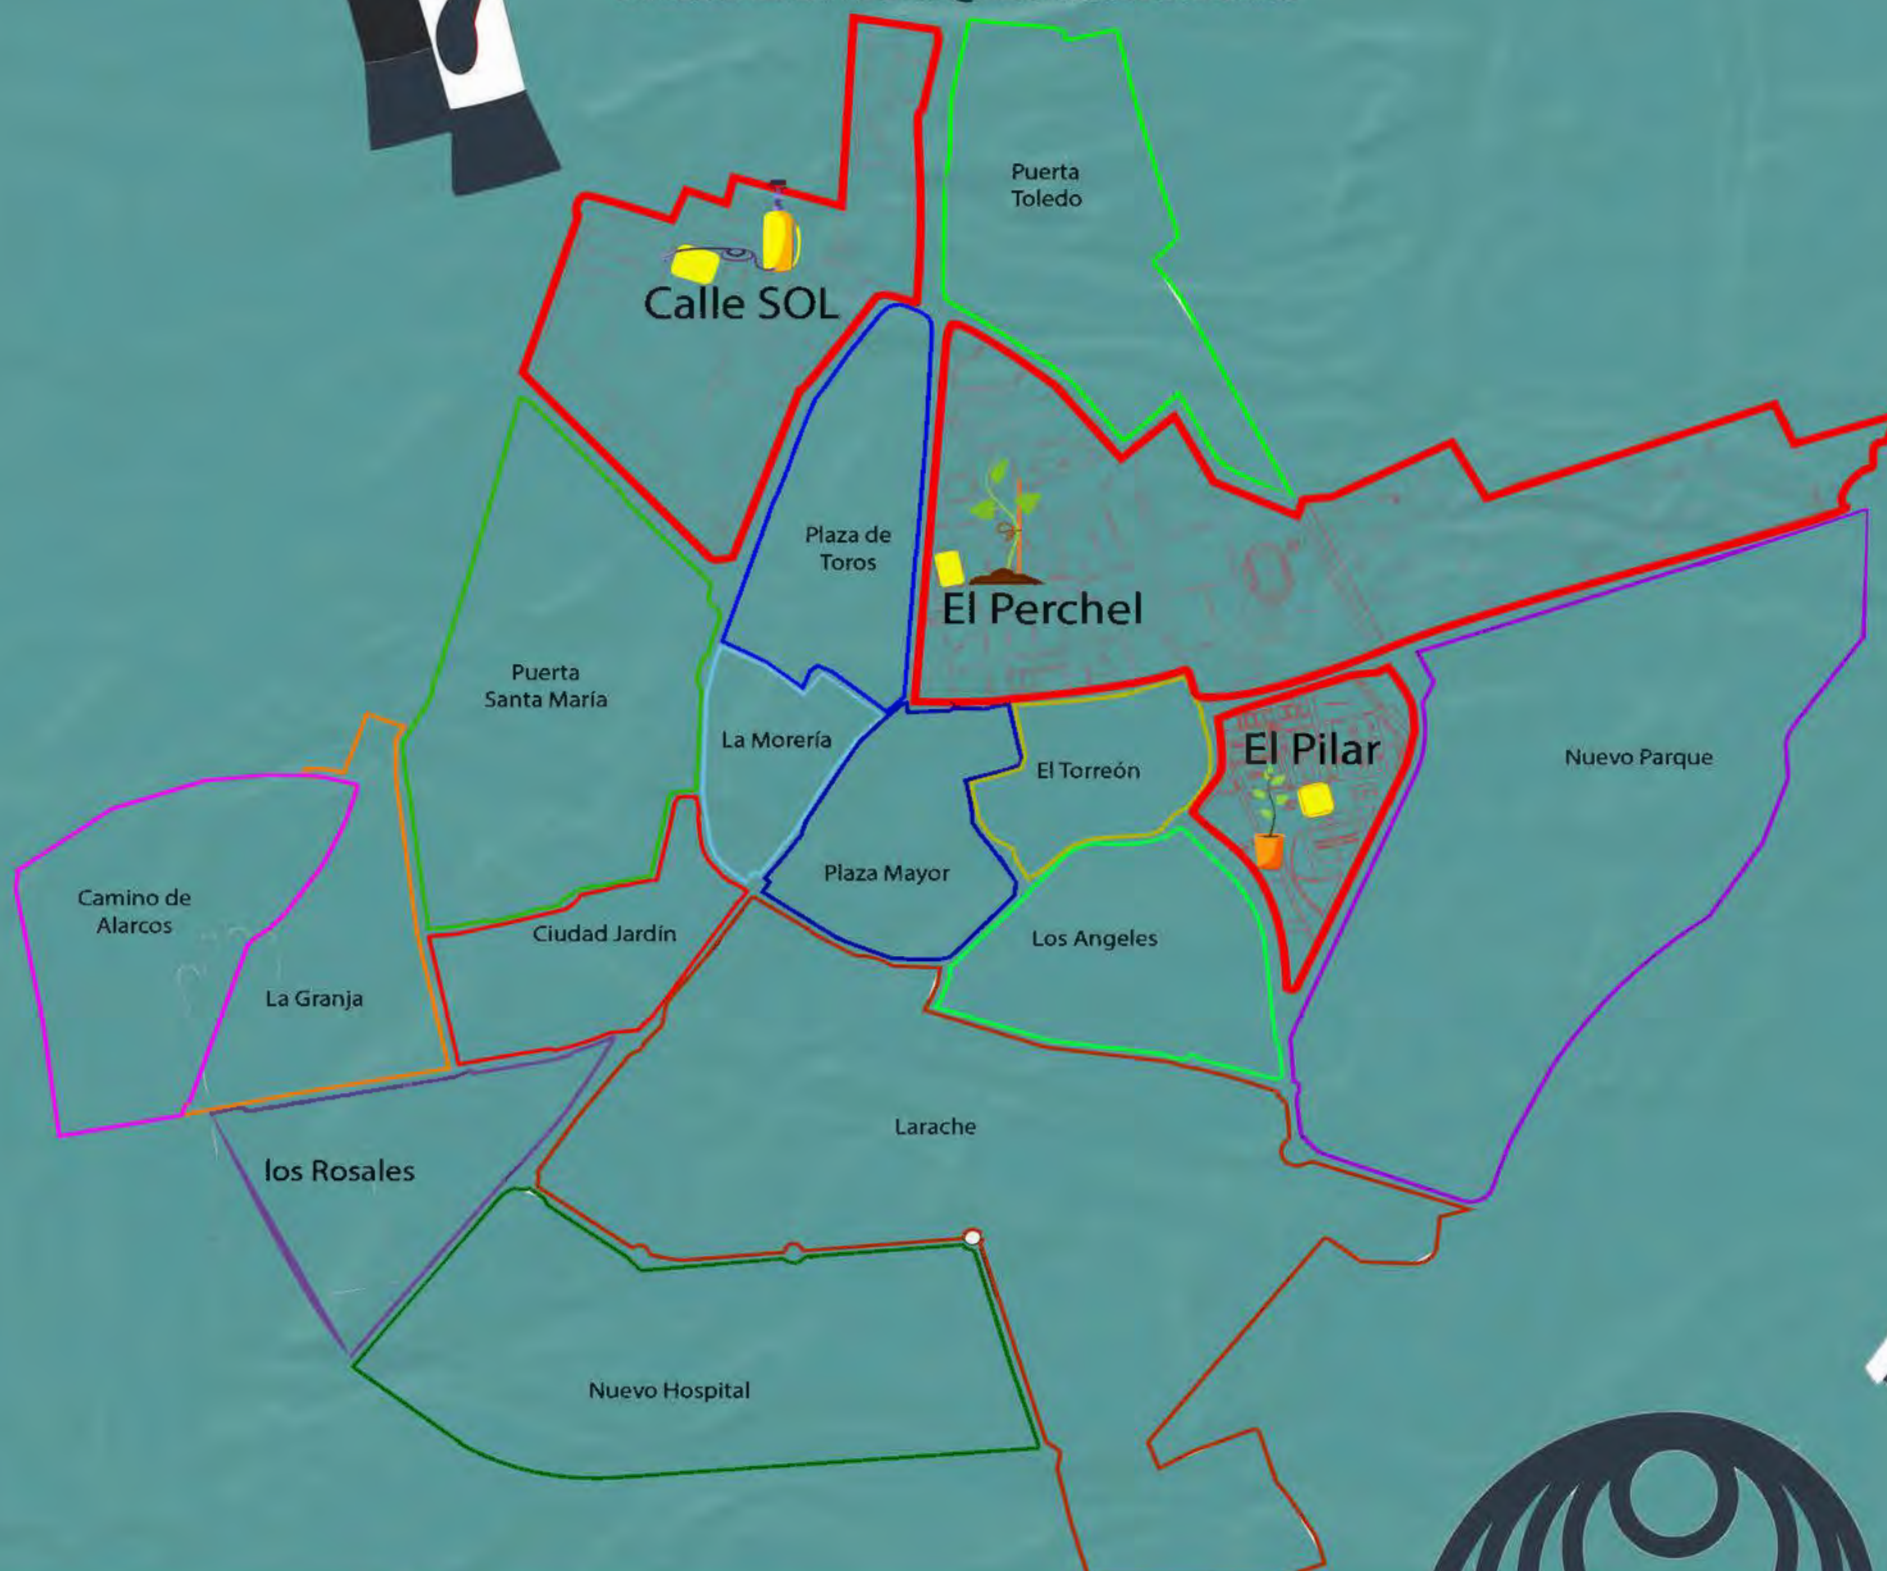 Puerta
Toledo
Calle SOL
Plaza de
Toros
El Perchel
Puerta
Santa María
La Morería
El Torreón
El Pilar
Nuevo Parque
Plaza Mayor
Camino de
Alarcos
Ciudad Jardín
Los Angeles
La Granja
Larache
los Rosales
Nuevo Hospital